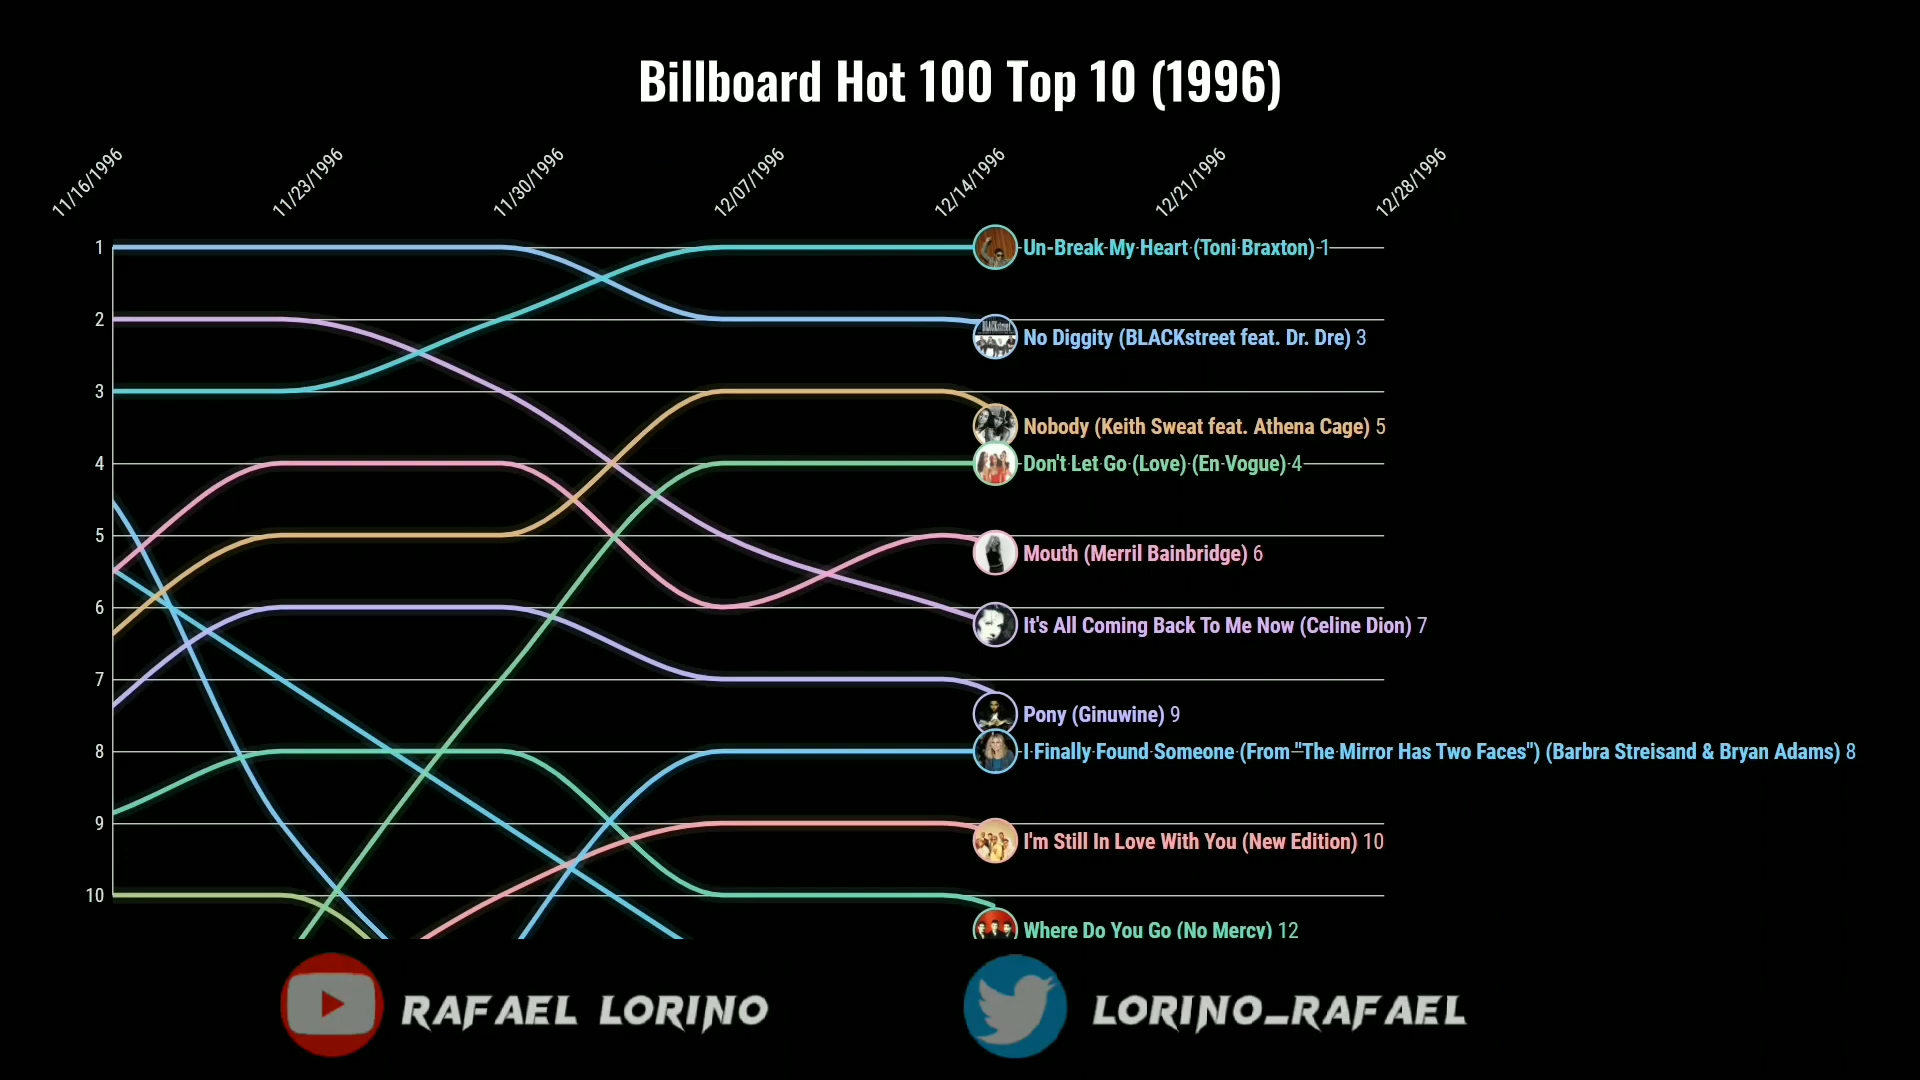 Billboard Hot 100 Top 10 (1996)
11/16/1996
11/23/1996
11/30/1996
12/07/1996
12/14/1996
12/21/1996
12/28/1996
1
Un-Break My Heart (Toni Braxton) 1
2
No Diggity (BLACKstreet feat. Dr. Dre) 3
3
Nobody (Keith Sweat feat. Athena Cage) 5
4
Don't Let Go (Love) (En Vogue) 4
5
Mouth (Merril Bainbridge) 6
6
It's All Coming Back To Me Now (Celine Dion) 7
7
Pony (Ginuwine) 9
8
I Finally Found Someone (From "The Mirror Has Two Faces") (Barbra Streisand & Bryan Adams) 8
9
I'm Still In Love With You (New Edition) 10
10
Where Do You Go (No Mercy) 12
RAFAEL LORINO
LORINO_RAFAEL